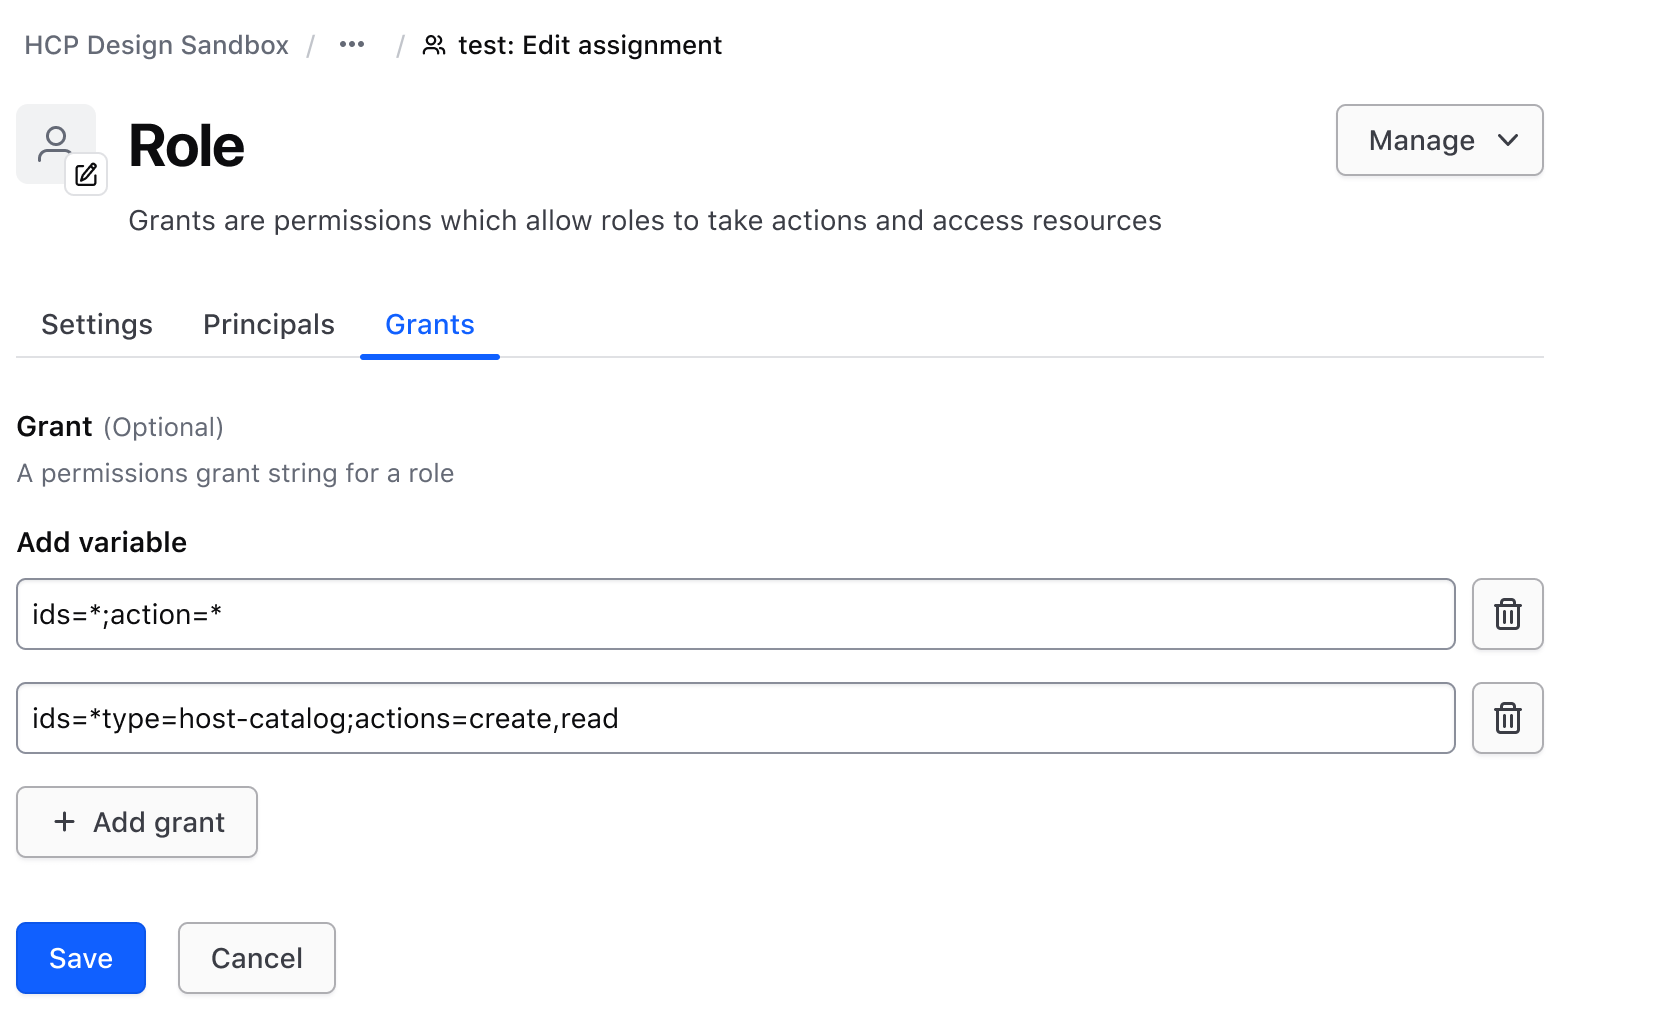 HCP Design Sandbox / ••• / test: Edit assignment
Role
Manage
Grants are permissions which allow roles to take actions and access resources
Settings Principals Grants
Grant (Optional)
A permissions grant string for a role
Add variable
ids=*;action=*
ids=*type=host-catalog;actions=create,read
+ Add grant
Save Cancel